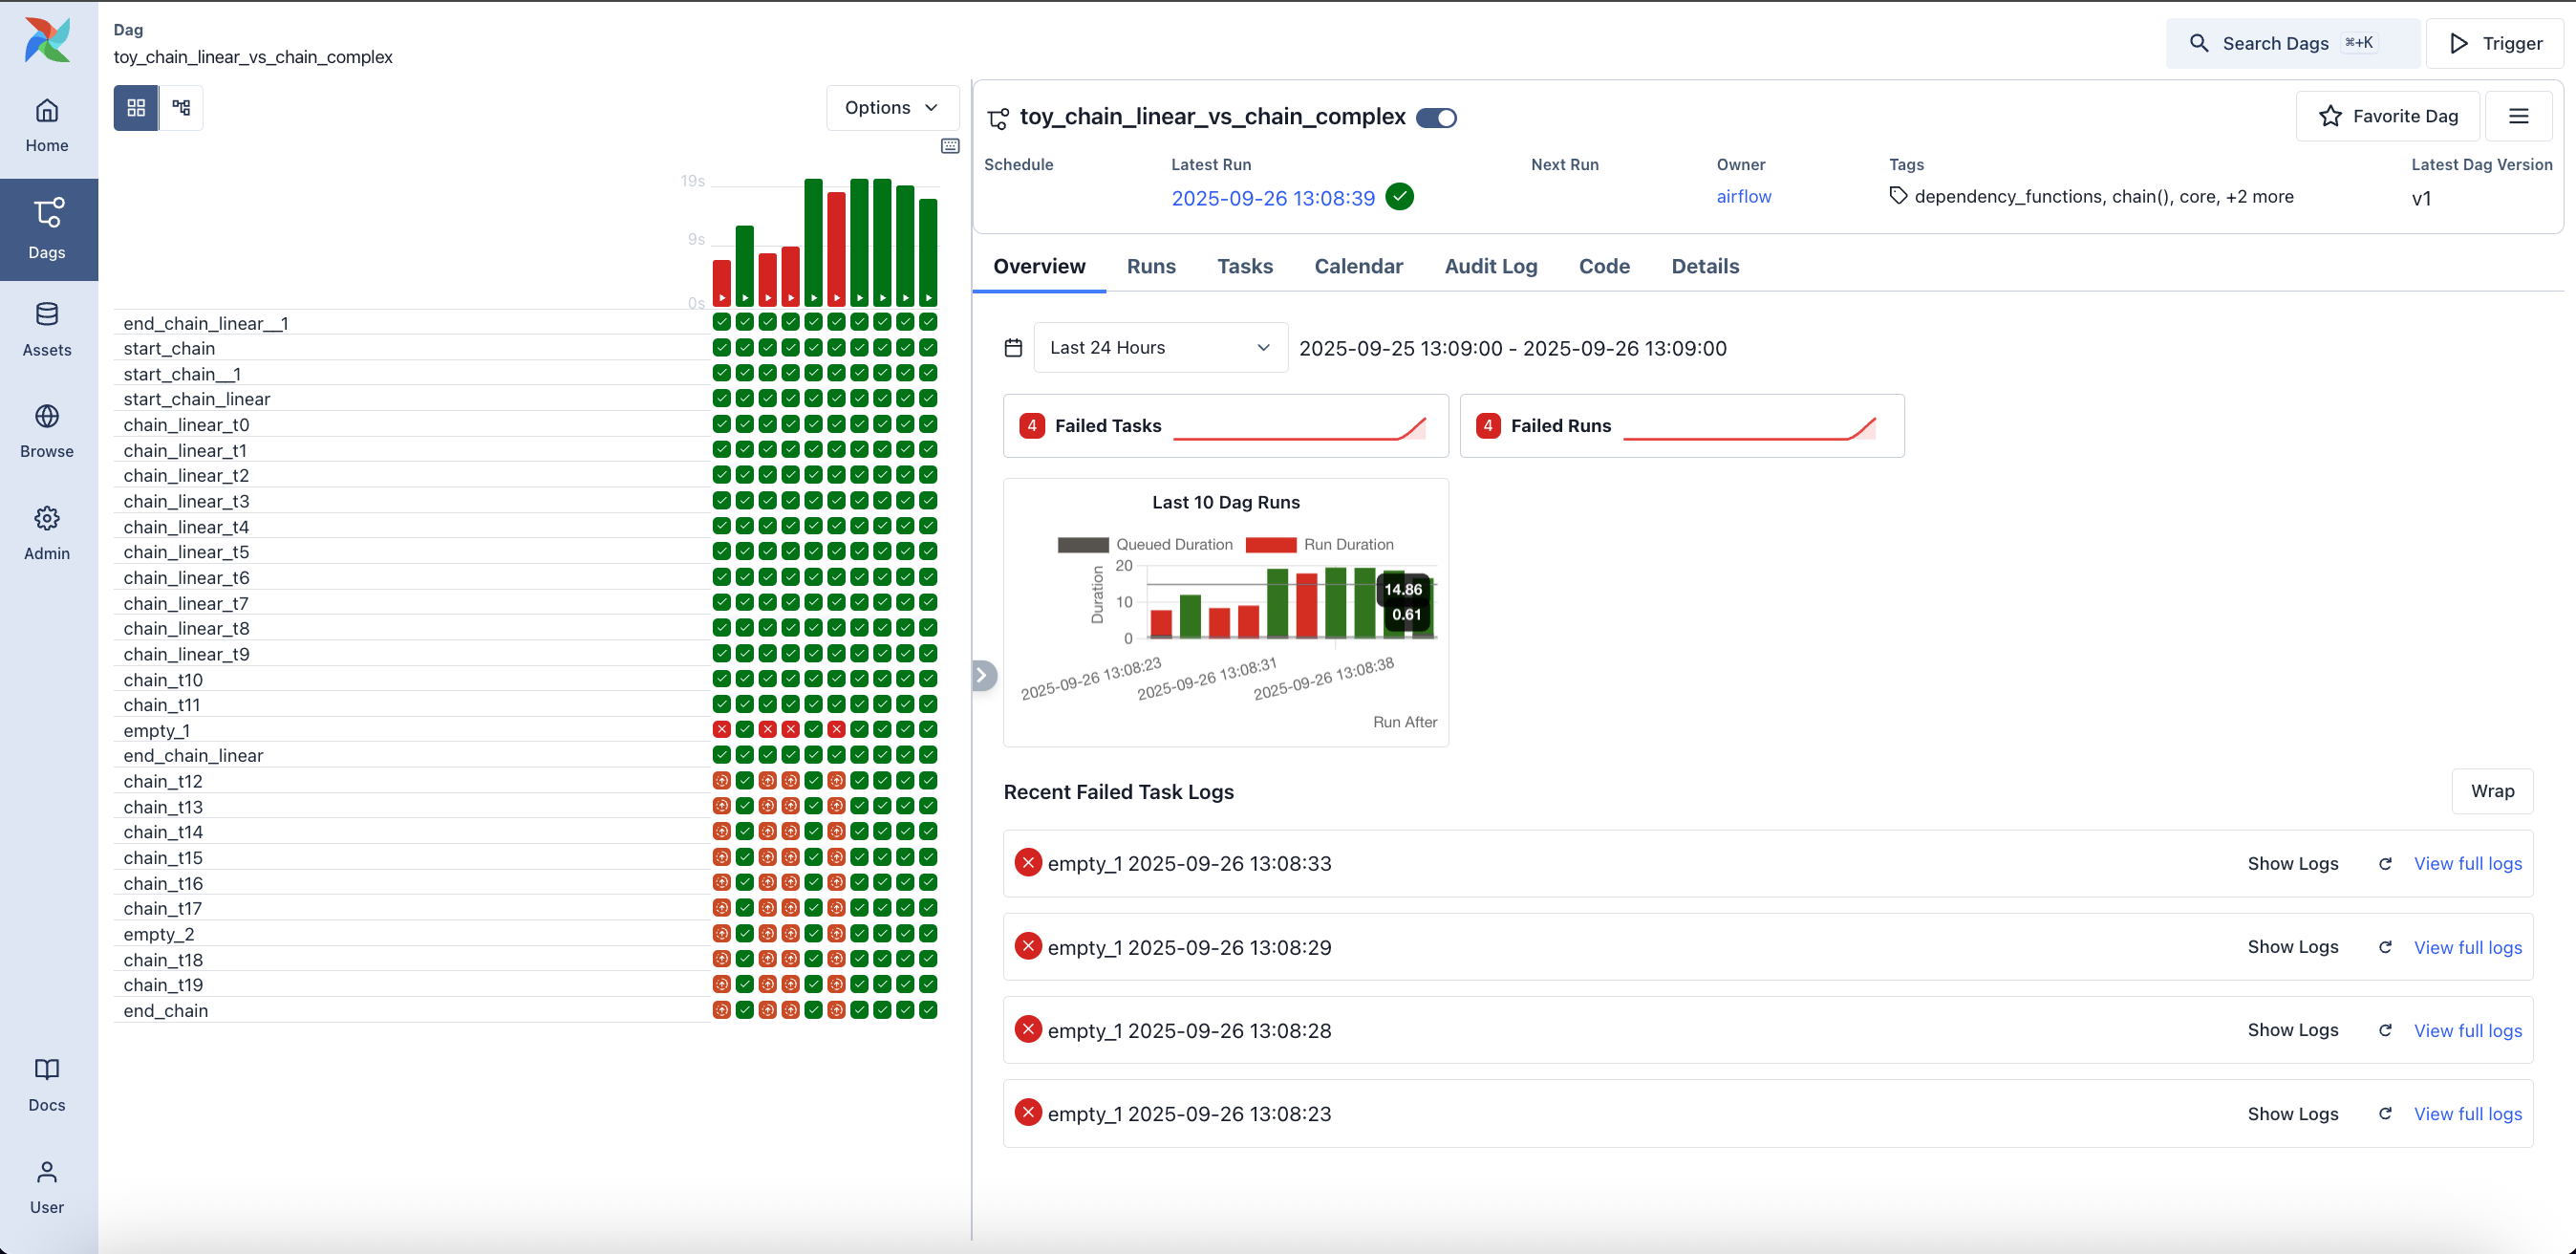 Dag
toy_chain_linear_vs_chain_complex
Search Dags ⌘+K
Trigger
Home
Dags
Assets
Browse
Admin
Docs
User
Options
19s
9s
0s
end_chain_linear__1
start_chain
start_chain__1
start_chain_linear
chain_linear_t0
chain_linear_t1
chain_linear_t2
chain_linear_t3
chain_linear_t4
chain_linear_t5
chain_linear_t6
chain_linear_t7
chain_linear_t8
chain_linear_t9
chain_t10
chain_t11
empty_1
end_chain_linear
chain_t12
chain_t13
chain_t14
chain_t15
chain_t16
chain_t17
empty_2
chain_t18
chain_t19
end_chain
toy_chain_linear_vs_chain_complex
Favorite Dag
Schedule
Latest Run
2025-09-26 13:08:39
Next Run
Owner
airflow
Tags
dependency_functions, chain(), core, +2 more
Latest Dag Version
v1
Overview Runs Tasks Calendar Audit Log Code Details
Last 24 Hours
2025-09-25 13:09:00 - 2025-09-26 13:09:00
4 Failed Tasks
4 Failed Runs
Last 10 Dag Runs
Queued Duration Run Duration
Duration
20
10
0
14.86
0.61
2025-09-26 13:08:23
2025-09-26 13:08:31
2025-09-26 13:08:38
Run After
Recent Failed Task Logs
Wrap
empty_1 2025-09-26 13:08:33 Show Logs View full logs
empty_1 2025-09-26 13:08:29 Show Logs View full logs
empty_1 2025-09-26 13:08:28 Show Logs View full logs
empty_1 2025-09-26 13:08:23 Show Logs View full logs